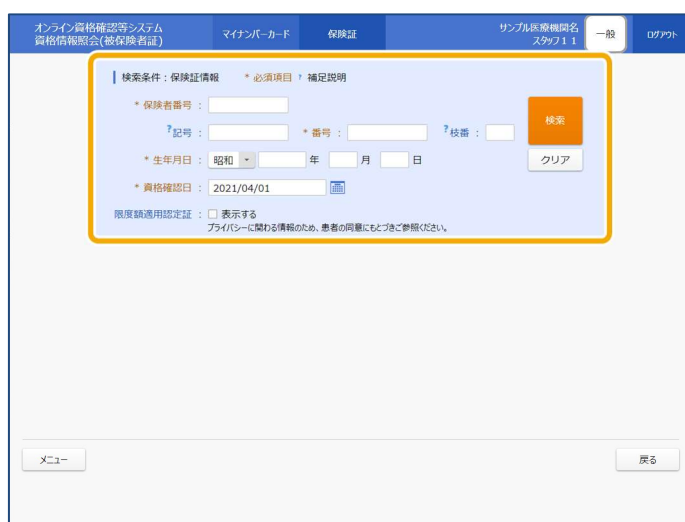 オンライン資格確認等システム
資格情報照会(被保険者証)
マイナンバーカード
保険証
サンプル医療機関名
スタッフ１１
一般
ログアウト
検索条件：保険証情報 * 必須項目 ? 補足説明
* 保険者番号 :
?記号 : * 番号 : ?枝番 :
検索
* 生年月日 : 昭和 年 月 日
クリア
* 資格確認日 : 2021/04/01
限度額適用認定証 : 表示する
プライバシーに関わる情報のため、患者の同意にもとづきご参照ください。
メニュー
戻る